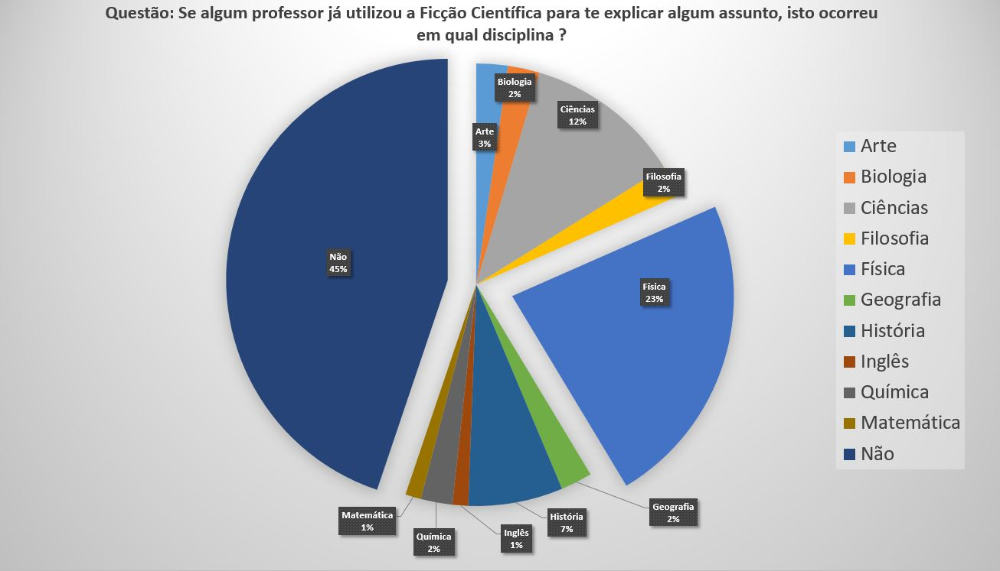 Questão: Se algum professor já utilizou a Ficção Científica para te explicar algum assunto, isto ocorreu
em qual disciplina ?
Biologia
2%
Ciências
12%
Arte
3%
Filosofia
2%
Não
45%
Física
23%
Matemática
1%
Química
2%
Inglês
1%
História
7%
Geografia
2%
Arte
Biologia
Ciências
Filosofia
Física
Geografia
História
Inglês
Química
Matemática
Não